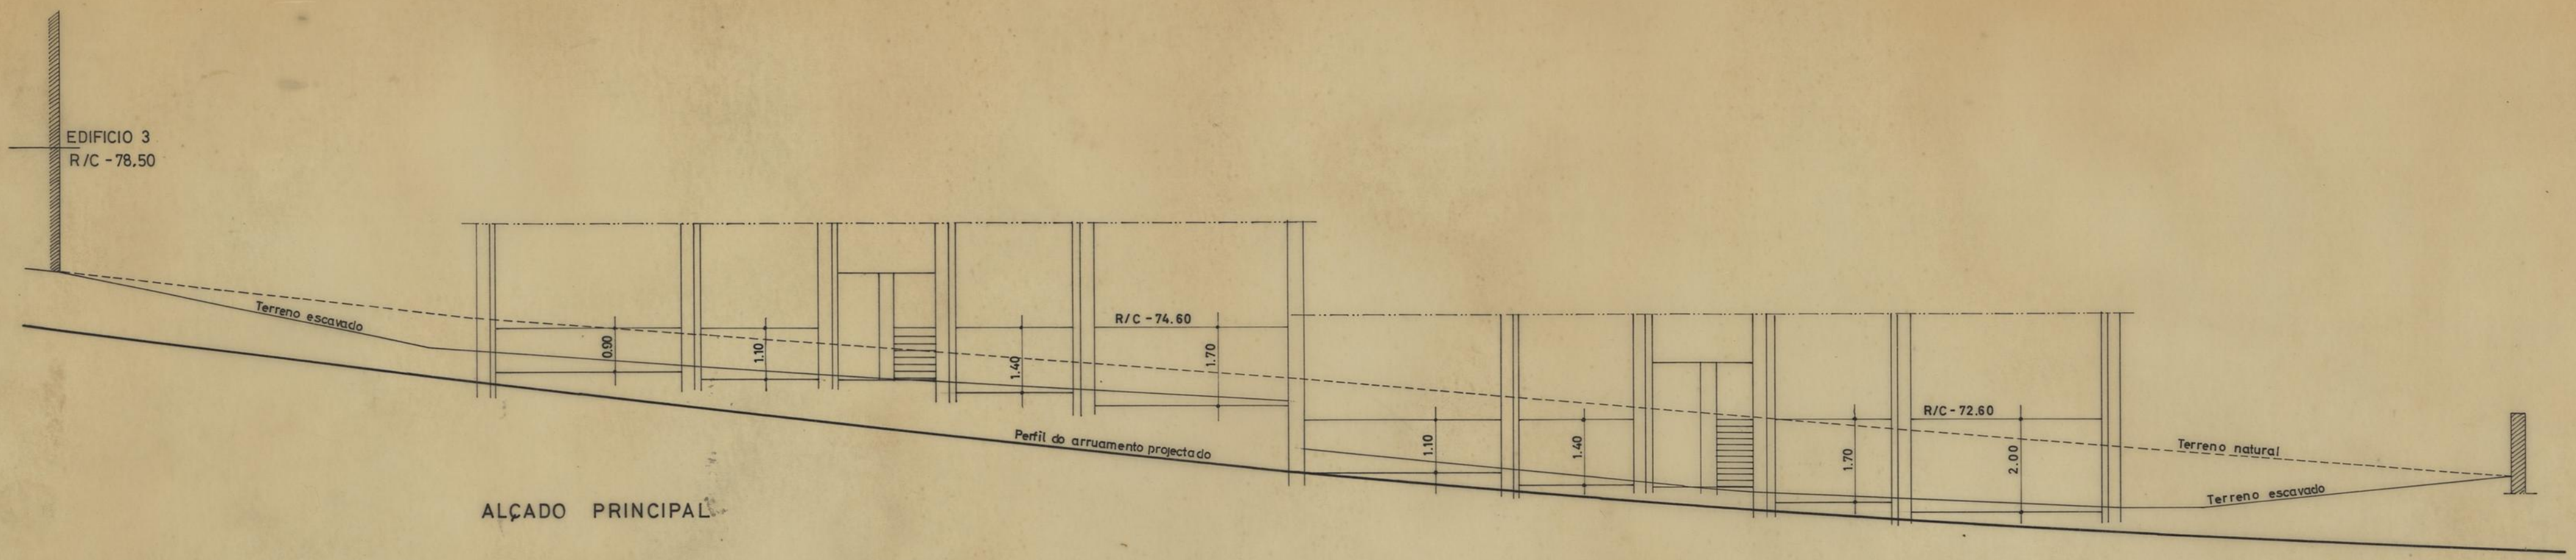 EDIFICIO 3
R/C - 78.50
Terreno escavado
0.90
1.10
1.40
R/C - 74.60
1.70
Perfil do arruamento projectado
1.10
1.40
1.70
R/C - 72.60
2.00
Terreno natural
Terreno escavado
ALÇADO PRINCIPAL